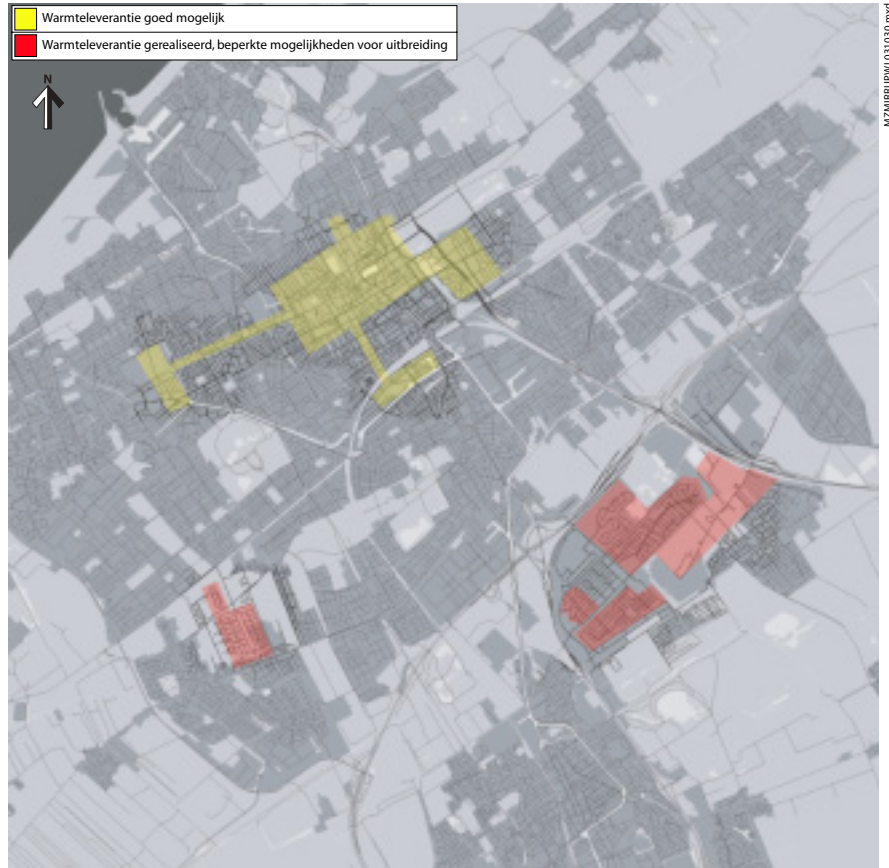 Warmteleverantie goed mogelijk
Warmteleverantie gerealiseerd, beperkte mogelijkheden voor uitbreiding
N